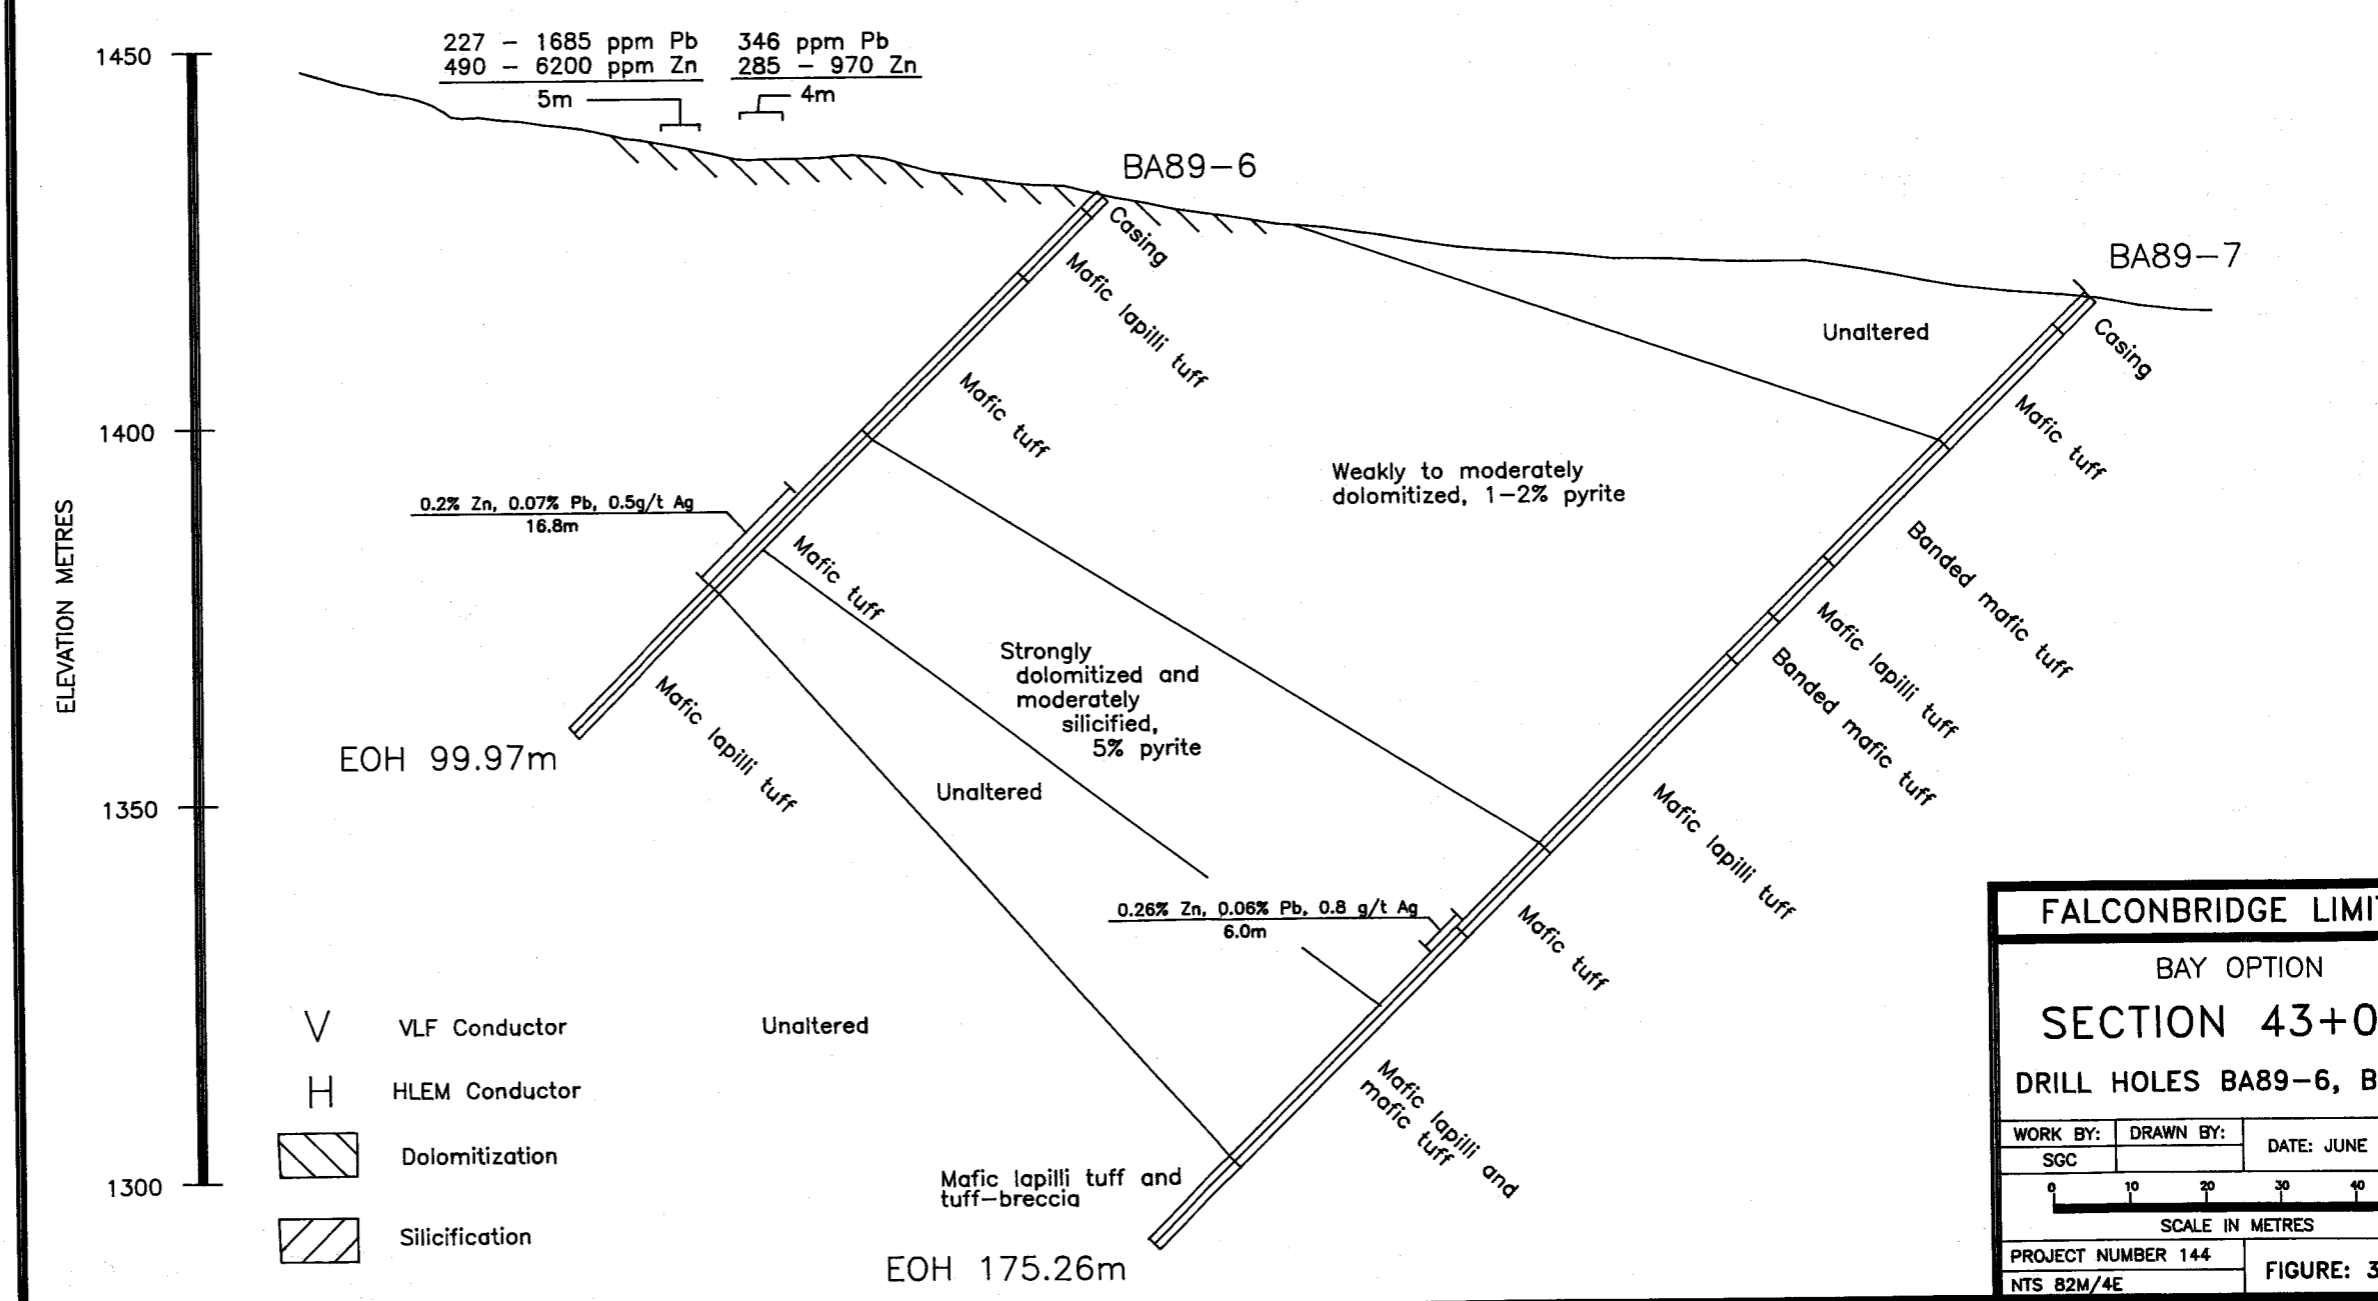 1450
1400
1350
1300
ELEVATION METRES
227 - 1685 ppm Pb
490 - 6200 ppm Zn
5m
346 ppm Pb
285 - 970 Zn
4m
BA89-6
BA89-7
Casing
Mafic lapilli tuff
Mafic tuff
0.2% Zn, 0.07% Pb, 0.5g/t Ag
16.8m
Mafic tuff
Mafic lapilli tuff
EOH 99.97m
Unaltered
Weakly to moderately
dolomitized, 1-2% pyrite
Strongly
dolomitized and
moderately
silicified,
5% pyrite
Unaltered
Unaltered
Casing
Mafic tuff
Banded mafic tuff
Mafic lapilli tuff
Banded mafic tuff
Mafic lapilli tuff
0.26% Zn, 0.06% Pb, 0.8 g/t Ag
6.0m
Mafic tuff
Mafic lapilli and
mafic tuff
Mafic lapilli tuff and
tuff-breccia
EOH 175.26m
V VLF Conductor
H HLEM Conductor
Dolomitization
Silicification
FALCONBRIDGE LIMI
BAY OPTION
SECTION 43+0
DRILL HOLES BA89-6, B
WORK BY: DRAWN BY: DATE: JUNE
SGC
0 10 20 30 40
SCALE IN METRES
PROJECT NUMBER 144
NTS 82M/4E
FIGURE: 3